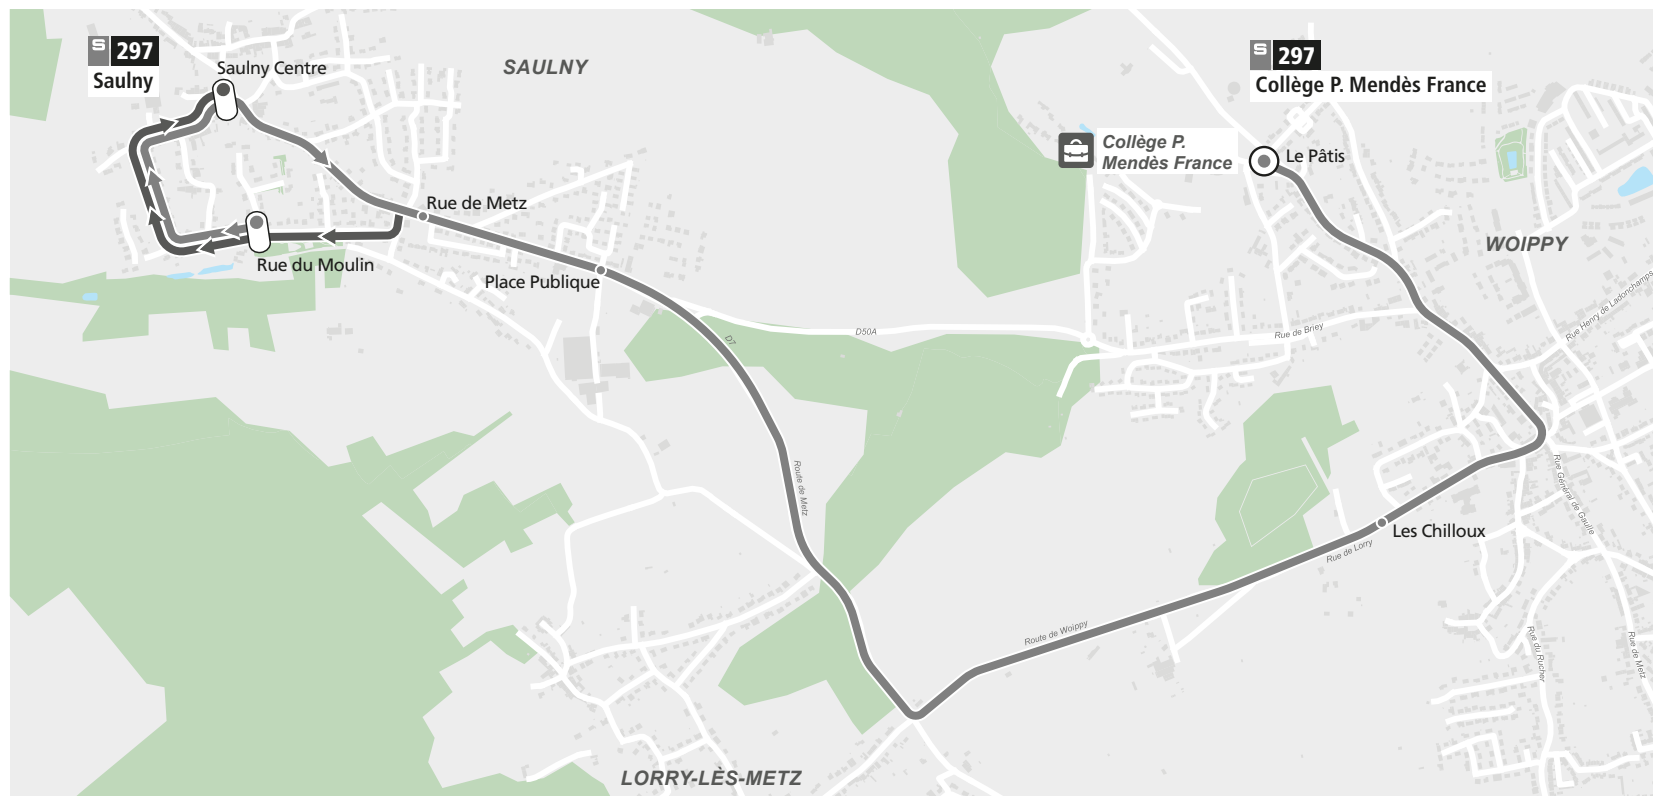 S 297
Saulny
Saulny Centre
SAULNY
S 297
Collège P. Mendès France
Collège P.
Mendès France
Le Pâtis
Rue de Metz
WOIPPY
Rue du Moulin
Place Publique
Rue Henry de Ladonchamps
D50A
Rue de Briey
D7
Route de Metz
Rue Général de Gaulle
Les Chilloux
Rue de Lorry
Route de Woippy
Rue du Rucher
Rue de Metz
LORRY-LÈS-METZ